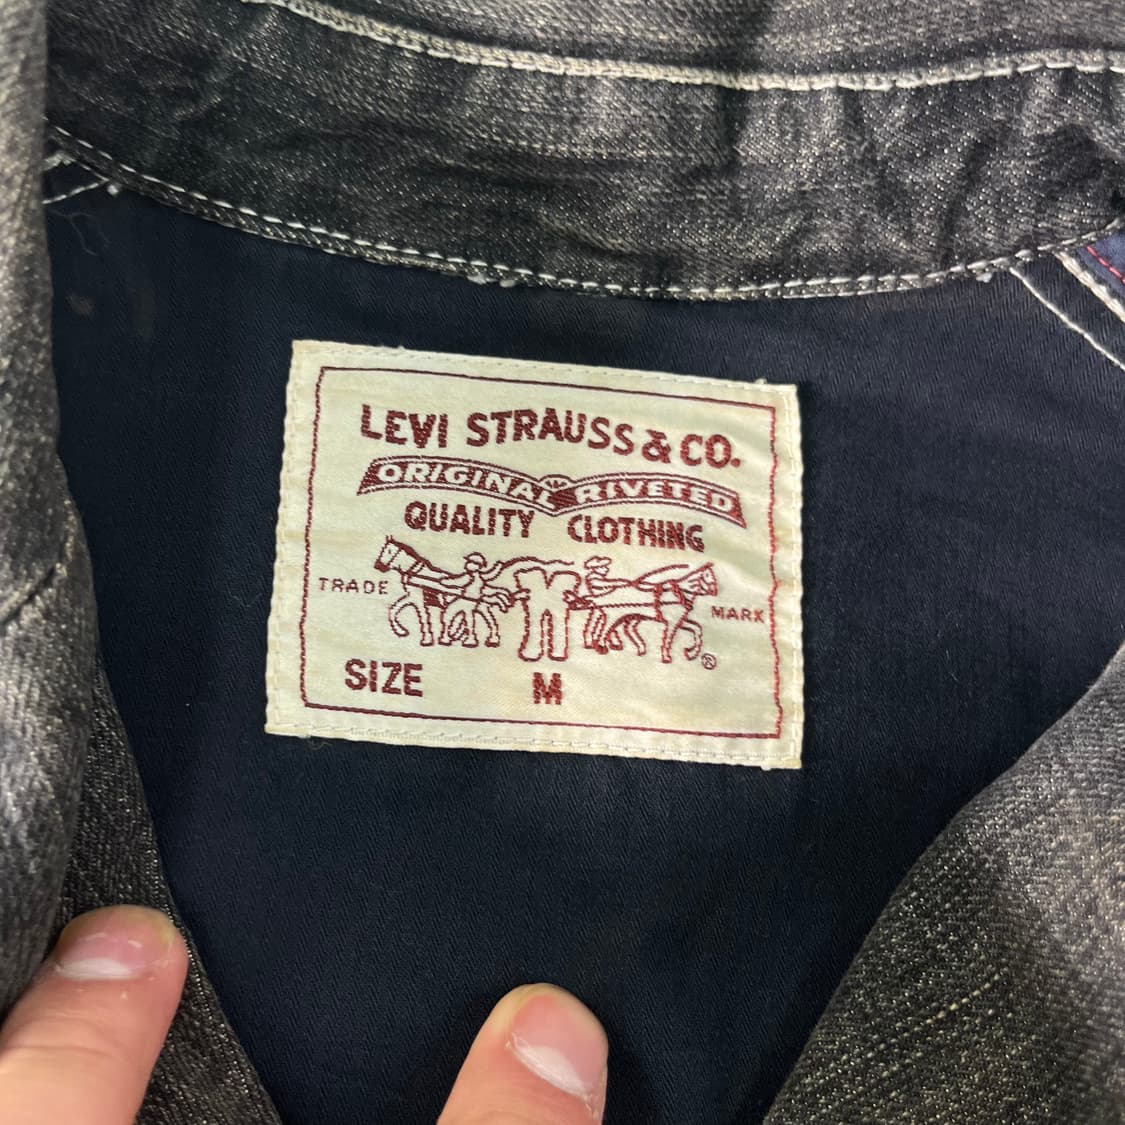 LEVI STRAUSS & CO.
ORIGINAL RIVETED
QUALITY CLOTHING
TRADE MARK
®
SIZE M